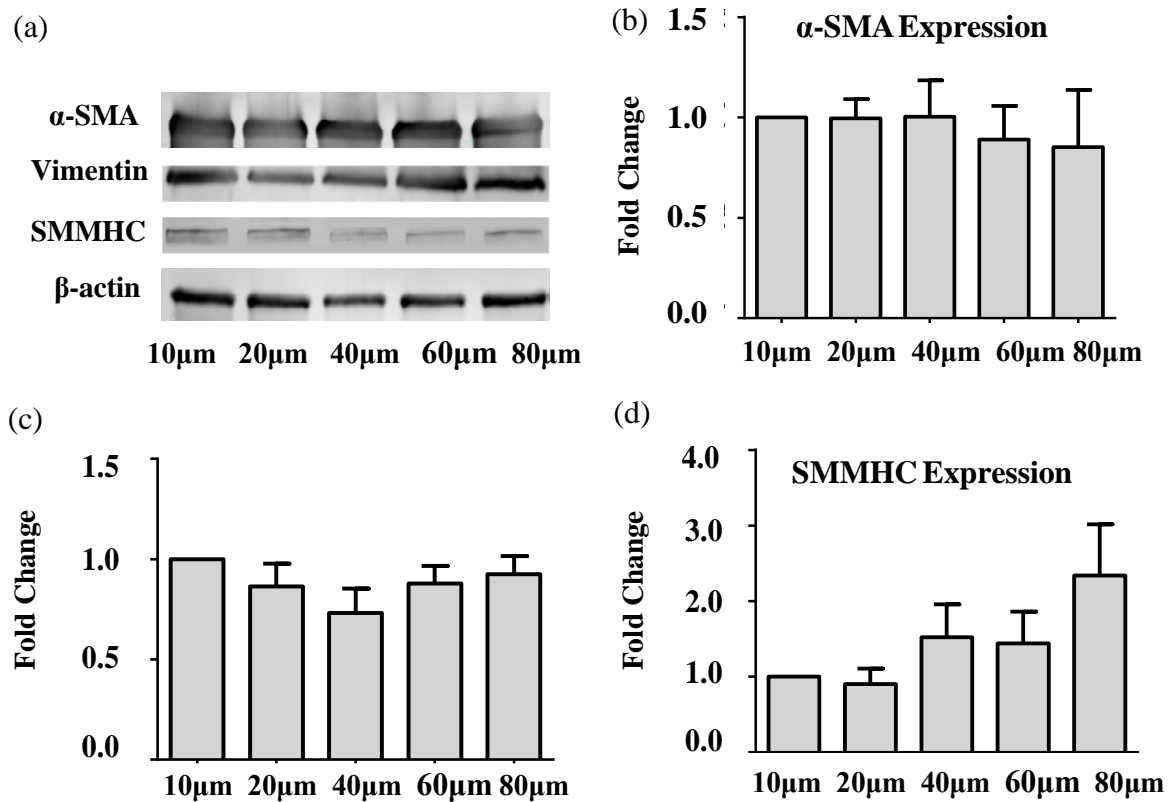 (a)
α-SMA
Vimentin
SMMHC
β-actin
10μm 20μm 40μm 60μm 80μm
(b)
α-SMA Expression
Fold Change
1.5
1.0
0.5
0.0
10μm 20μm 40μm 60μm 80μm
(c)
Fold Change
1.5
1.0
0.5
0.0
10μm 20μm 40μm 60μm 80μm
(d)
SMMHC Expression
Fold Change
4.0
3.0
2.0
1.0
0.0
10μm 20μm 40μm 60μm 80μm